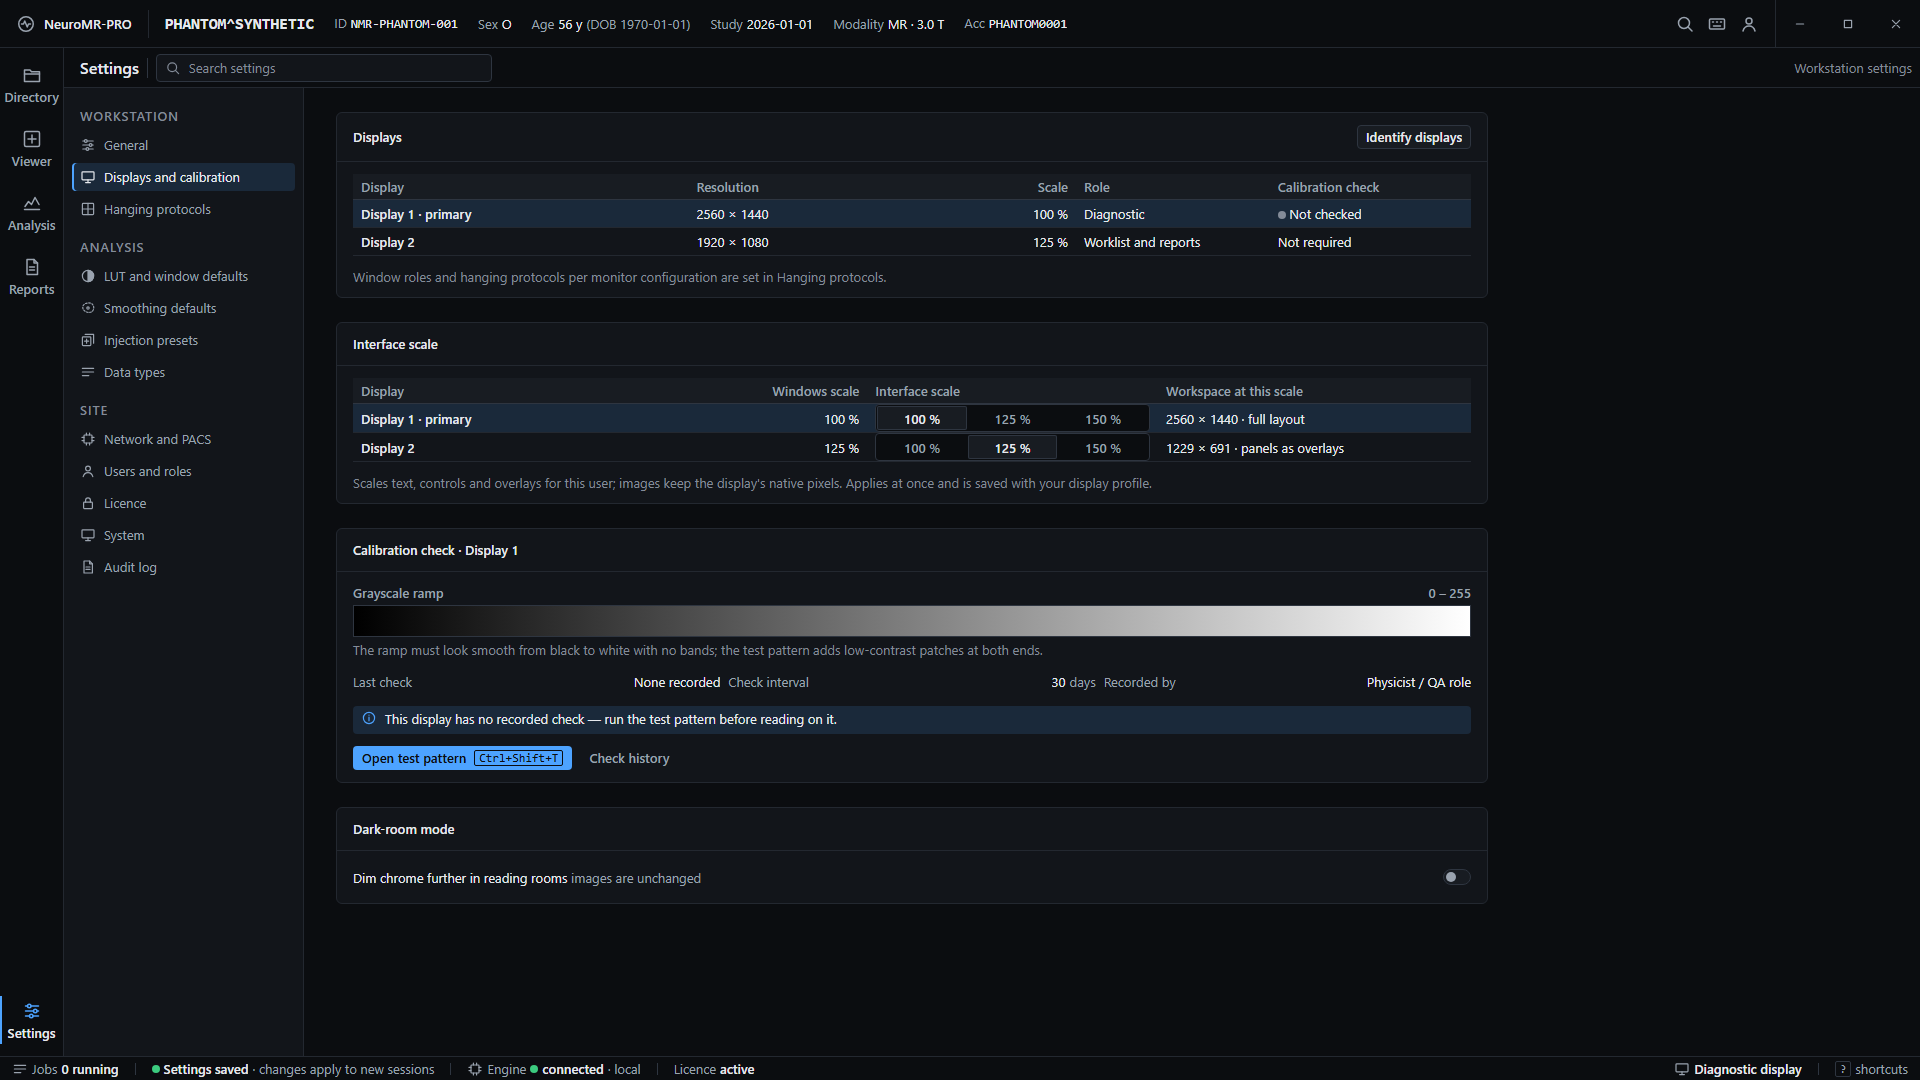 NeuroMR-PRO PHANTOM^SYNTHETIC ID NMR-PHANTOM-001 Sex O Age 56 y (DOB 1970-01-01) Study 2026-01-01 Modality MR · 3.0 T Acc PHANTOM0001
Settings Search settings Workstation settings
Directory
Viewer
Analysis
Reports
Settings
WORKSTATION
General
Displays and calibration
Hanging protocols
ANALYSIS
LUT and window defaults
Smoothing defaults
Injection presets
Data types
SITE
Network and PACS
Users and roles
Licence
System
Audit log
Displays Identify displays
Display Resolution Scale Role Calibration check
Display 1 · primary 2560 × 1440 100 % Diagnostic Not checked
Display 2 1920 × 1080 125 % Worklist and reports Not required
Window roles and hanging protocols per monitor configuration are set in Hanging protocols.
Interface scale
Display Windows scale Interface scale Workspace at this scale
Display 1 · primary 100 % 100 % 125 % 150 % 2560 × 1440 · full layout
Display 2 125 % 100 % 125 % 150 % 1229 × 691 · panels as overlays
Scales text, controls and overlays for this user; images keep the display's native pixels. Applies at once and is saved with your display profile.
Calibration check · Display 1
Grayscale ramp 0 – 255
The ramp must look smooth from black to white with no bands; the test pattern adds low-contrast patches at both ends.
Last check None recorded Check interval 30 days Recorded by Physicist / QA role
This display has no recorded check — run the test pattern before reading on it.
Open test pattern Ctrl+Shift+T Check history
Dark-room mode
Dim chrome further in reading rooms images are unchanged
Jobs 0 running Settings saved · changes apply to new sessions Engine connected · local Licence active Diagnostic display ? shortcuts